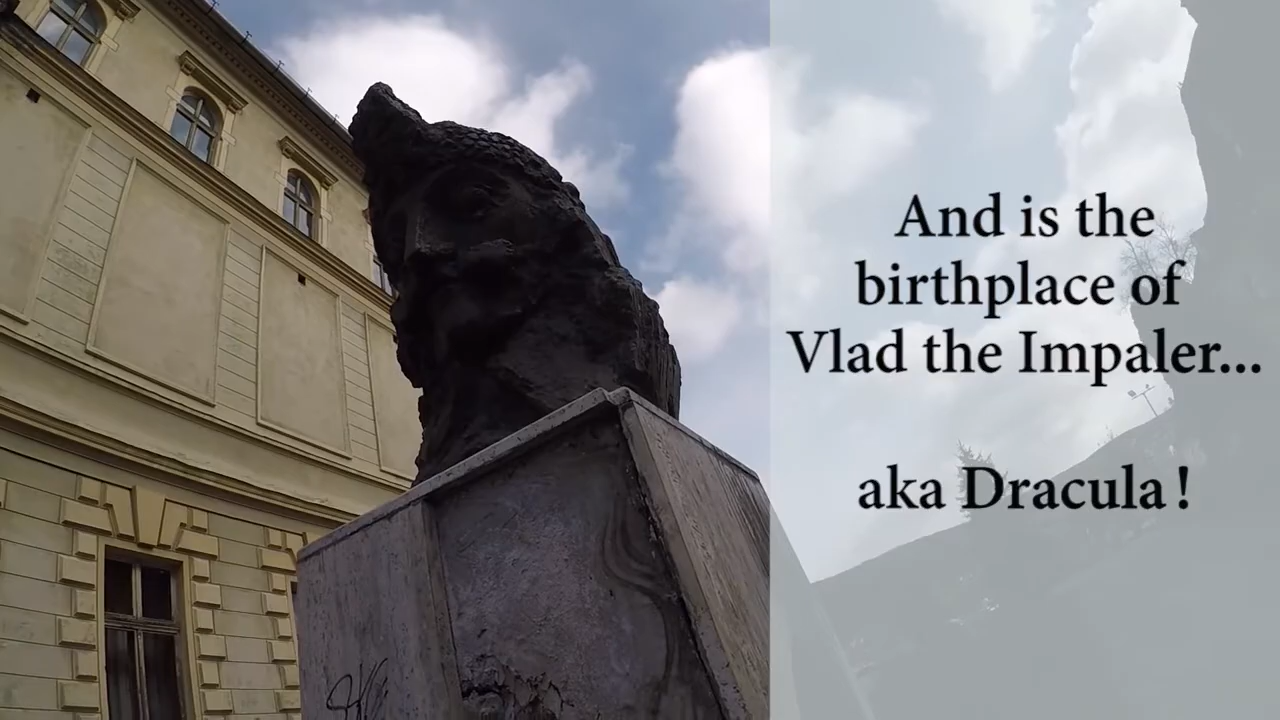 And is the
birthplace of
Vlad the Impaler...
aka Dracula!